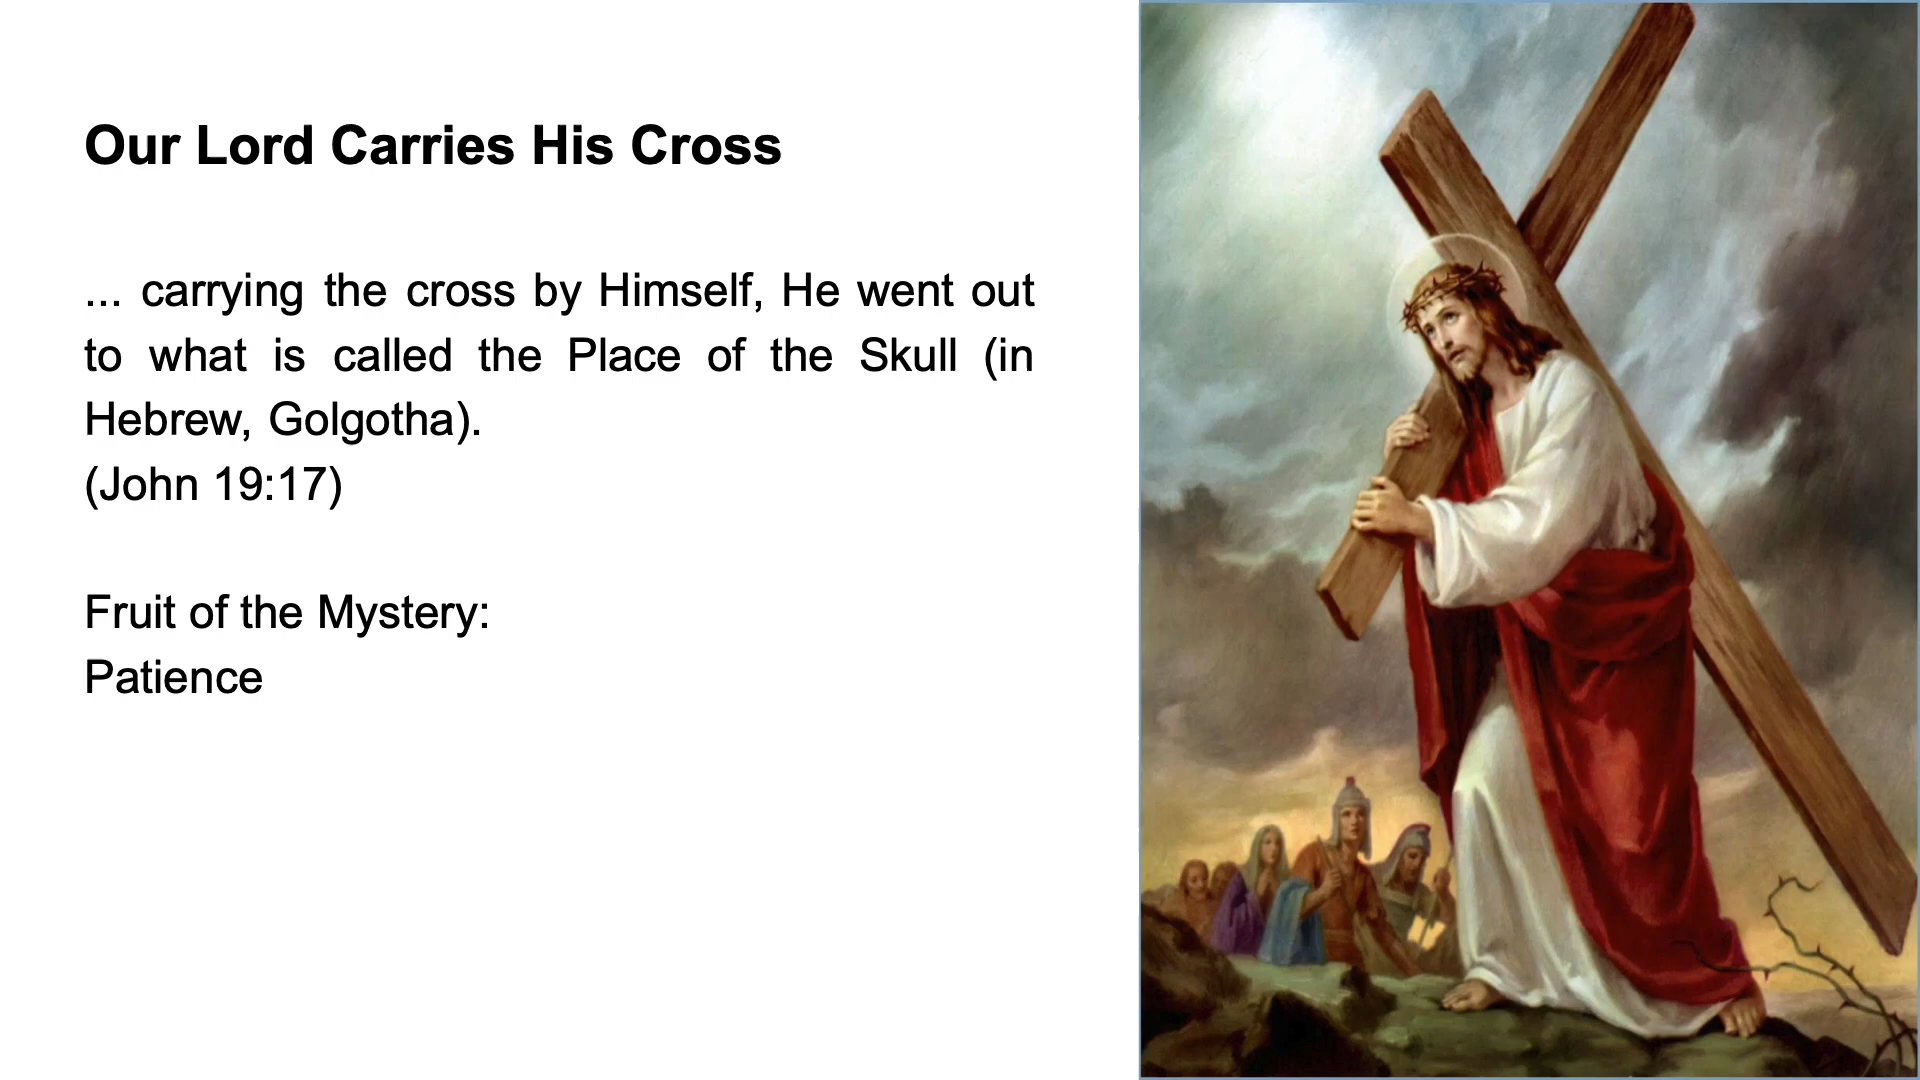 Our Lord Carries His Cross
... carrying the cross by Himself, He went out
to what is called the Place of the Skull (in
Hebrew, Golgotha).
(John 19:17)
Fruit of the Mystery:
Patience